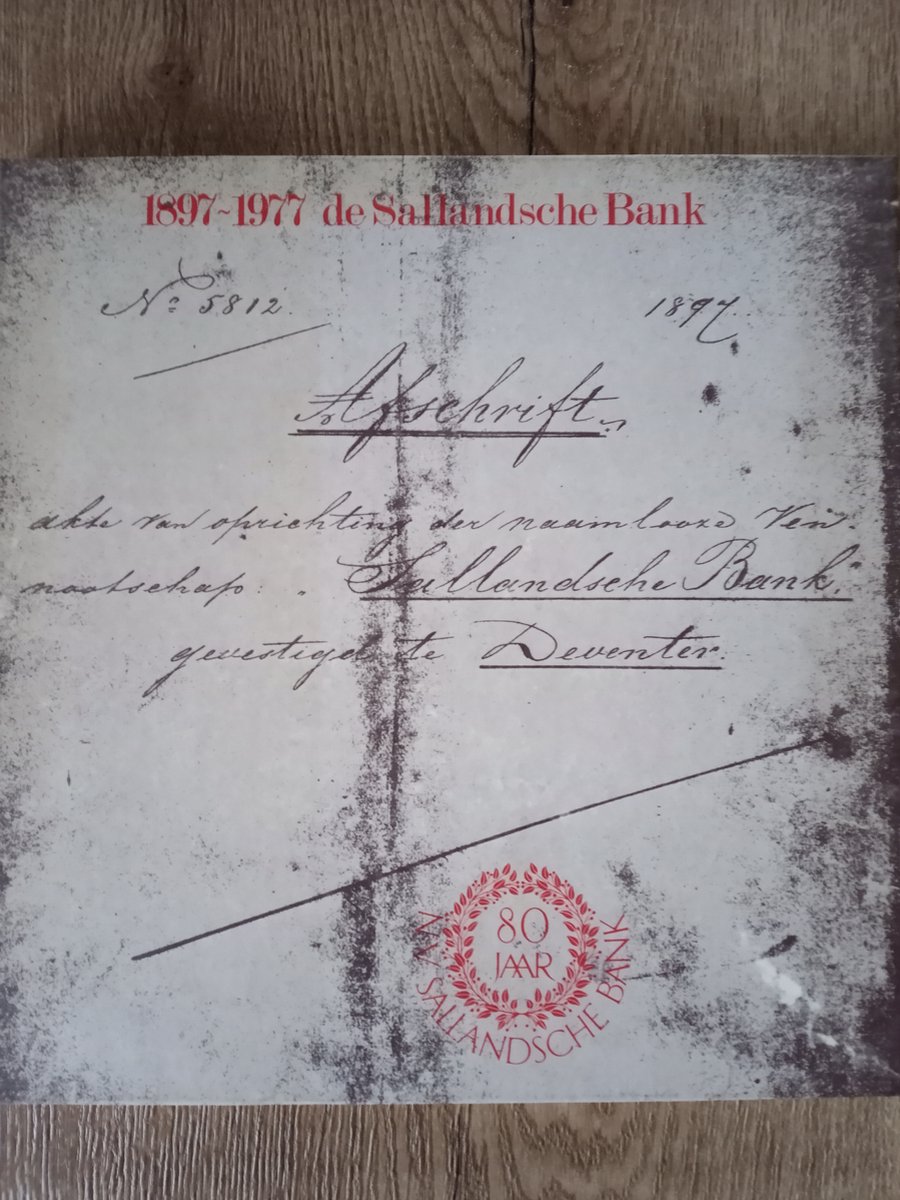 1897~1977 de Sallandsche Bank
No 5812. 1897.
Afschrift.
akte van oprichting der naamlooze Ven-
nootschap: „Sallandsche Bank,"
gevestigd te Deventer.
80
JAAR
NV SALLANDSCHE BANK